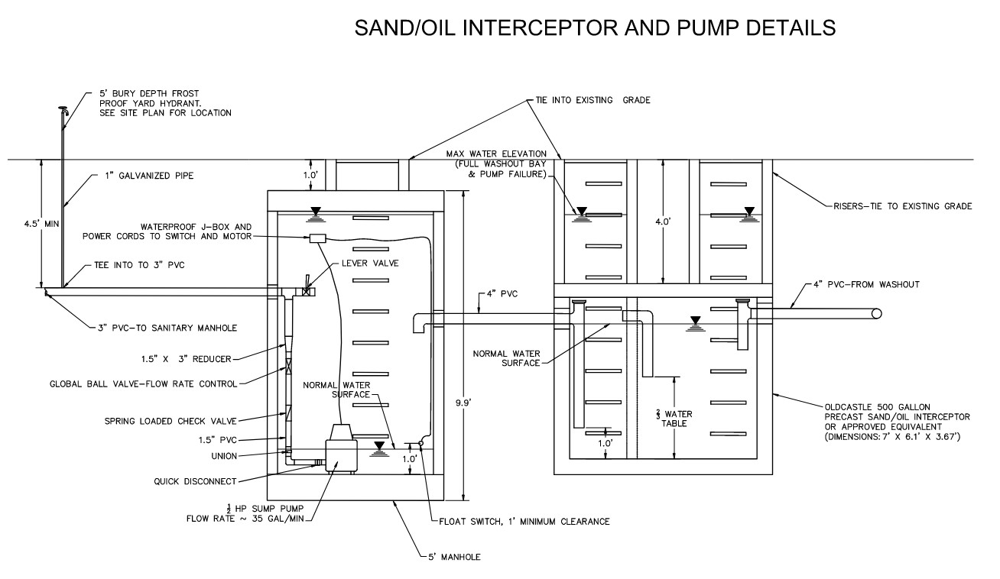 SAND/OIL INTERCEPTOR AND PUMP DETAILS
5' BURY DEPTH FROST
PROOF YARD HYDRANT.
SEE SITE PLAN FOR LOCATION
TIE INTO EXISTING GRADE
MAX WATER ELEVATION
(FULL WASHOUT BAY
& PUMP FAILURE)
1" GALVANIZED PIPE
1.0'
RISERS-TIE TO EXISTING GRADE
4.5' MIN
4.0'
WATERPROOF J-BOX AND
POWER CORDS TO SWITCH AND MOTOR
TEE INTO TO 3" PVC
LEVER VALVE
4" PVC
4" PVC-FROM WASHOUT
3" PVC-TO SANITARY MANHOLE
1.5" X 3" REDUCER
NORMAL WATER
SURFACE
GLOBAL BALL VALVE-FLOW RATE CONTROL
NORMAL WATER
SURFACE
9.9'
OLDCASTLE 500 GALLON
PRECAST SAND/OIL INTERCEPTOR
OR APPROVED EQUIVALENT
(DIMENSIONS: 7' X 6.1' X 3.67')
2/3 WATER
TABLE
SPRING LOADED CHECK VALVE
1.5" PVC
1.0'
UNION
1.0'
QUICK DISCONNECT
1/2 HP SUMP PUMP
FLOW RATE ~ 35 GAL/MIN
FLOAT SWITCH, 1' MINIMUM CLEARANCE
5' MANHOLE